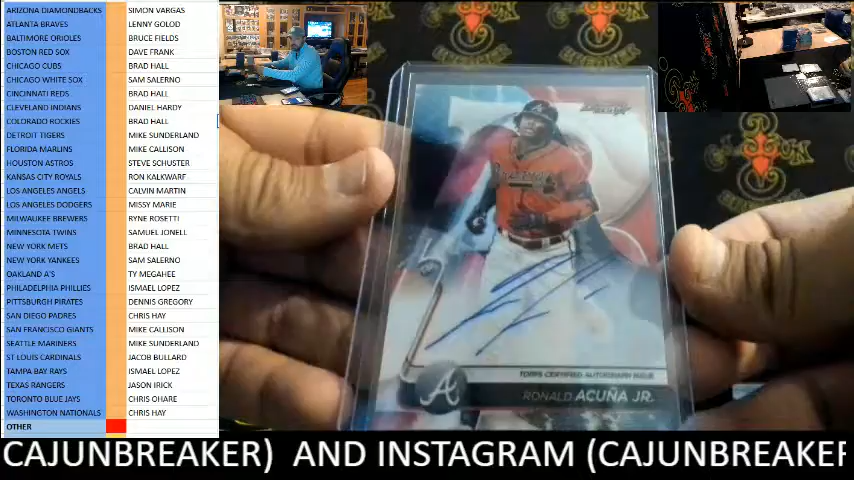 ARIZONA DIAMONDBACKS SIMON VARGAS
ATLANTA BRAVES LENNY GOLOD
BALTIMORE ORIOLES BRUCE FIELDS
BOSTON RED SOX DAVE FRANK
CHICAGO CUBS BRAD HALL
CHICAGO WHITE SOX SAM SALERNO
CINCINNATI REDS BRAD HALL
CLEVELAND INDIANS DANIEL HARDY
COLORADO ROCKIES BRAD HALL
DETROIT TIGERS MIKE SUNDERLAND
FLORIDA MARLINS MIKE CALLISON
HOUSTON ASTROS STEVE SCHUSTER
KANSAS CITY ROYALS RON KALKWARF
LOS ANGELES ANGELS CALVIN MARTIN
LOS ANGELES DODGERS MISSY MARIE
MILWAUKEE BREWERS RYNE ROSETTI
MINNESOTA TWINS SAMUEL JONELL
NEW YORK METS BRAD HALL
NEW YORK YANKEES SAM SALERNO
OAKLAND A'S TY MEGAHEE
PHILADELPHIA PHILLIES ISMAEL LOPEZ
PITTSBURGH PIRATES DENNIS GREGORY
SAN DIEGO PADRES CHRIS HAY
SAN FRANCISCO GIANTS MIKE CALLISON
SEATTLE MARINERS MIKE SUNDERLAND
ST LOUIS CARDINALS JACOB BULLARD
TAMPA BAY RAYS ISMAEL LOPEZ
TEXAS RANGERS JASON IRICK
TORONTO BLUE JAYS CHRIS OHARE
WASHINGTON NATIONALS CHRIS HAY
OTHER
TOPPS CERTIFIED AUTOGRAPH ISSUE
A
RONALD ACUÑA JR.
CAJUNBREAKER) AND INSTAGRAM (CAJUNBREAKER